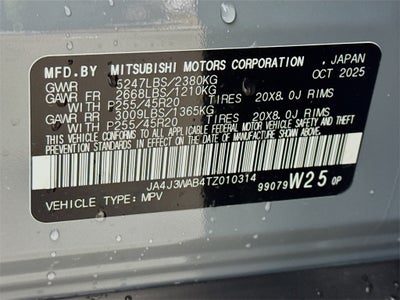 MFD.BY MITSUBISHI MOTORS CORPORATION , JAPAN
GVWR 5247LBS/2380KG OCT 2025
GAWR FR 2668LBS/1210KG
WITH P255/45R20 TIRES 20X8.0J RIMS
GAWR RR 3009LBS/1365KG
WITH P255/45R20 TIRES 20X8.0J RIMS
THIS VEHICLE CONFORMS TO ALL APPLICABLE FEDERAL MOTOR VEHICLE SAFETY AND THEFT
PREVENTION STANDARDS IN EFFECT ON THE DATE OF MANUFACTURE SHOWN ABOVE.
JA4J3WAB4TZ010314
VEHICLE TYPE: MPV 99079 W25 0P